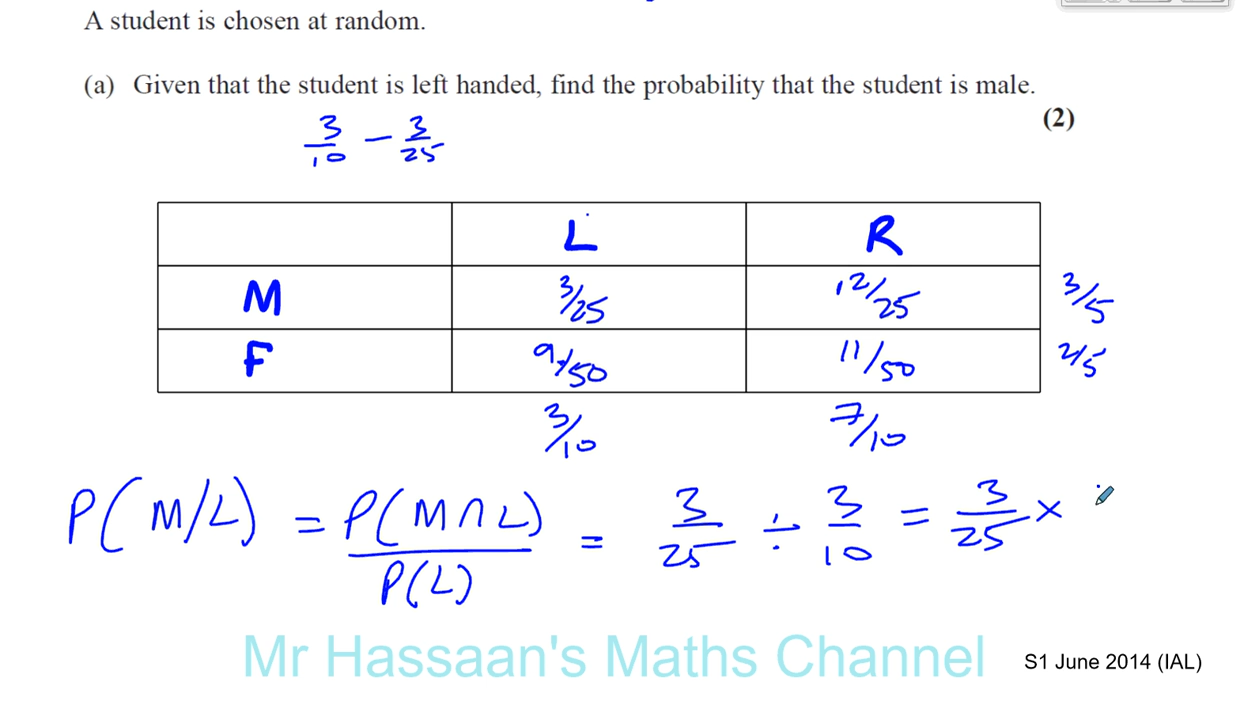 A student is chosen at random.
(a) Given that the student is left handed, find the probability that the student is male.
(2)
3/10 − 3/25
L R
M 3/25 12/25 3/5
F 9/50 11/50 2/5
3/10 7/10
P(M/L) = P(M∩L)/P(L) = 3/25 ÷ 3/10 = 3/25 ×
Mr Hassaan's Maths Channel
S1 June 2014 (IAL)